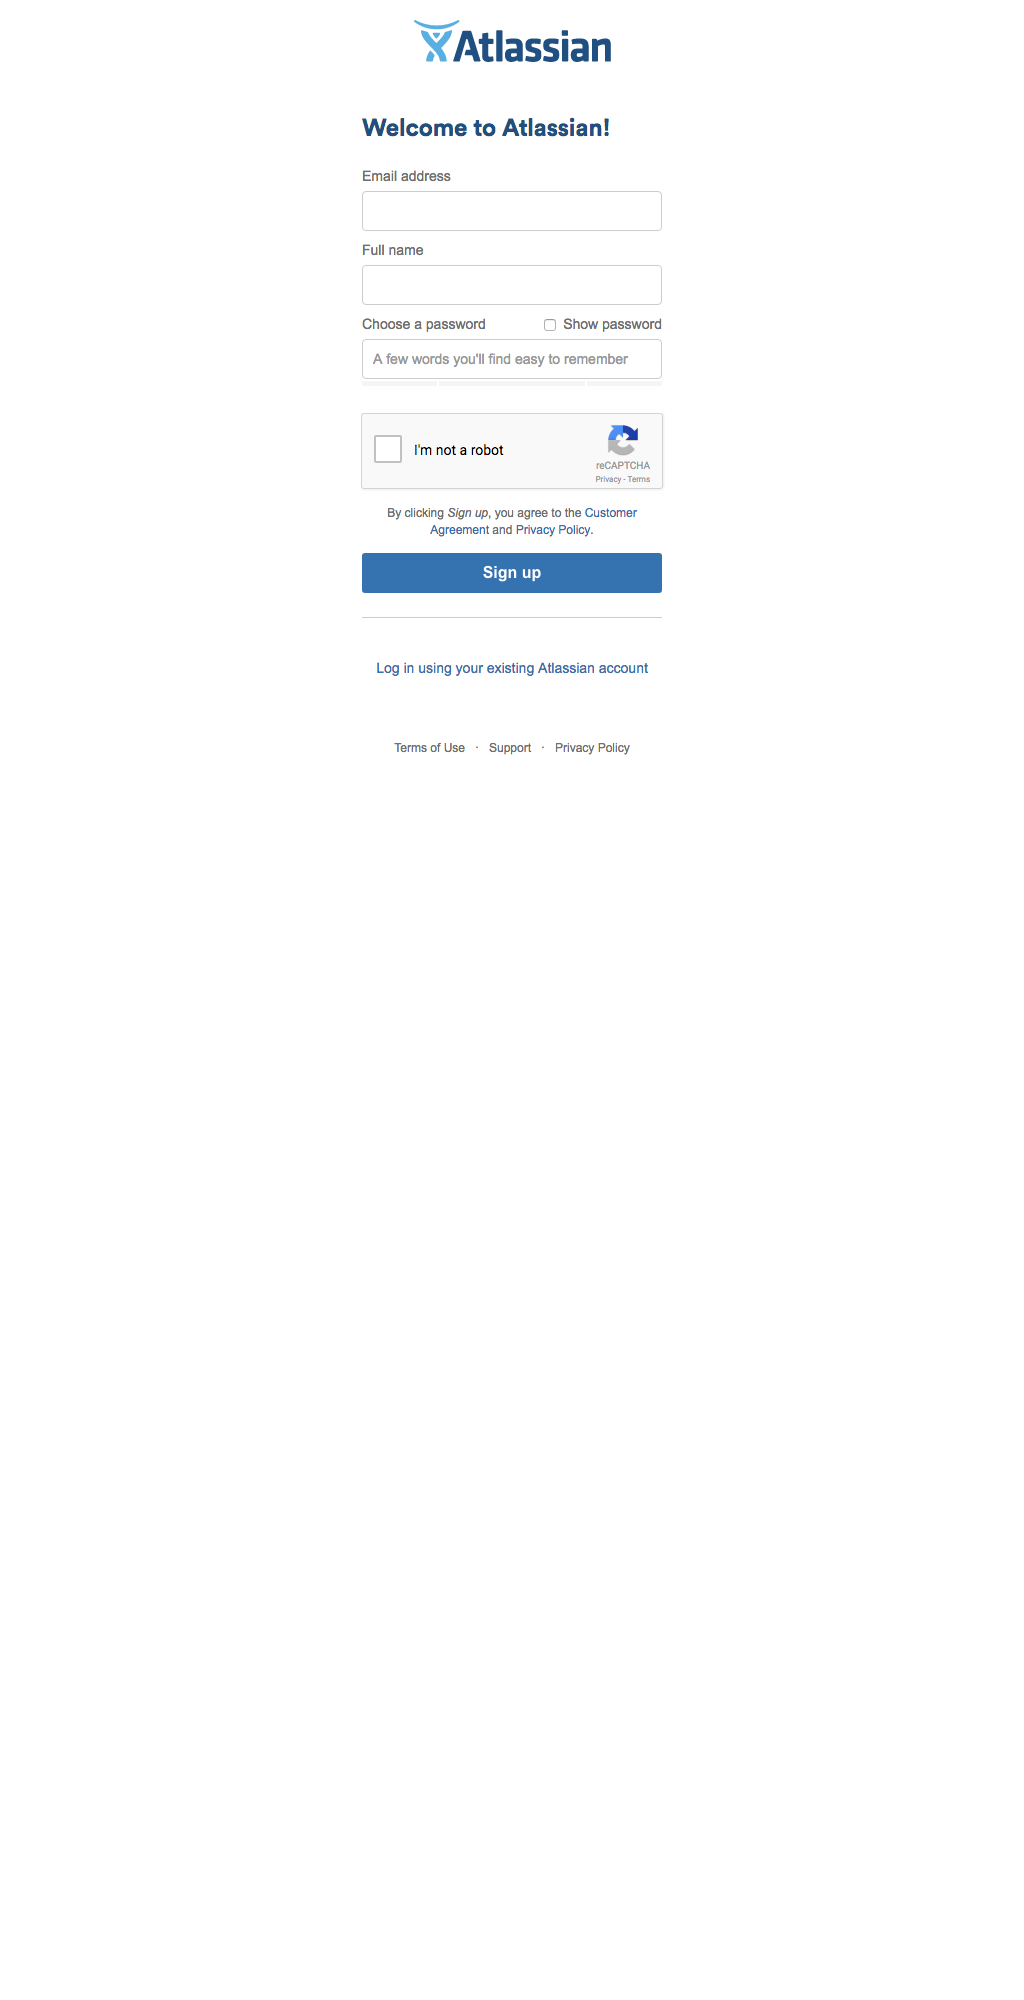 Atlassian
Welcome to Atlassian!
Email address
Full name
Choose a password Show password
A few words you'll find easy to remember
I'm not a robot
reCAPTCHA
Privacy - Terms
By clicking Sign up, you agree to the Customer
Agreement and Privacy Policy.
Sign up
Log in using your existing Atlassian account
Terms of Use · Support · Privacy Policy